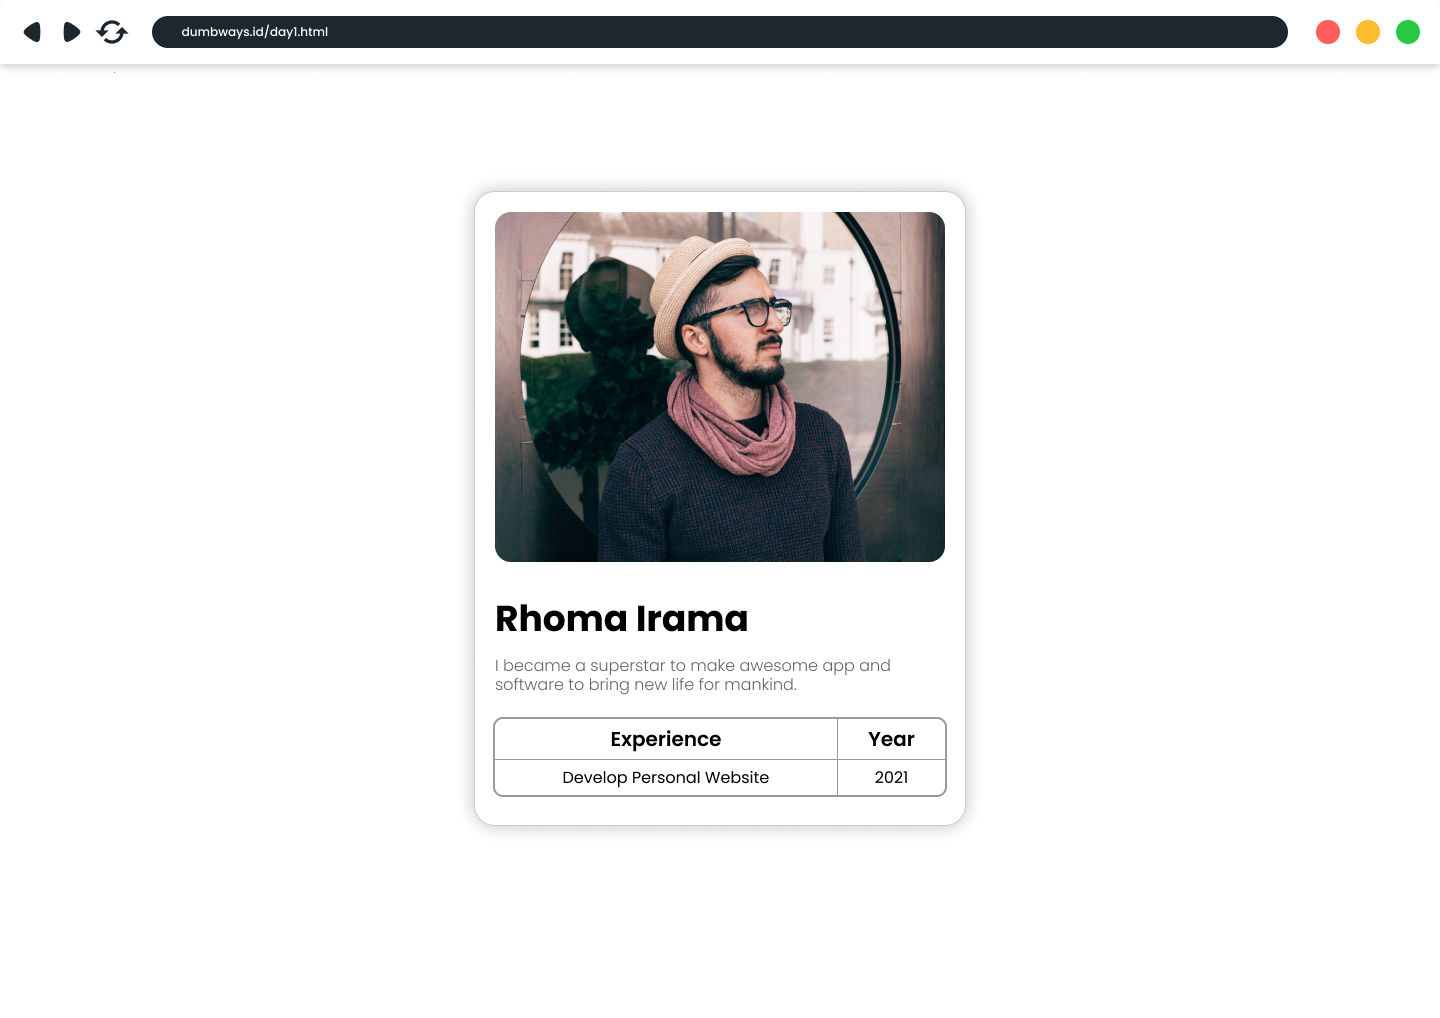 dumbways.id/day1.html
Rhoma Irama
I became a superstar to make awesome app and
software to bring new life for mankind.
Experience Year
Develop Personal Website 2021